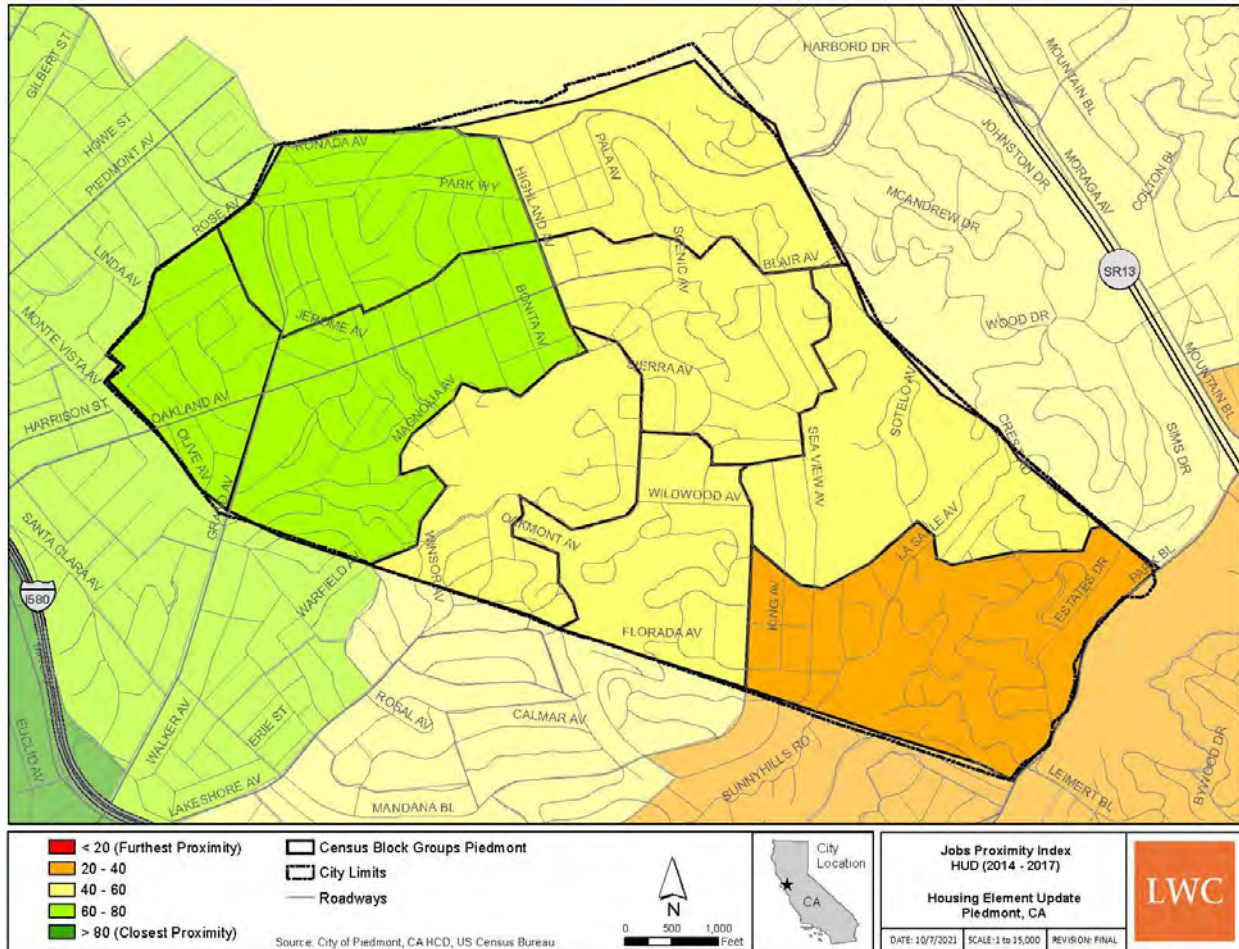 GILBERT ST
HOWE ST
PIEDMONT AV
HARBORD DR
MOUNTAIN BL
JOHNSTON DR
MORAGA AV
COLTON BL
RONADA AV
PALA AV
PARK WY
HIGHLAND AV
MCANDREW DR
ROSE AV
LINDA AV
SCENIC AV
BLAIR AV
SR13
MONTE VISTA AV
JEROME AV
BONITA AV
WOOD DR
MOUNTAIN BL
SIERRA AV
HARRISON ST
OAKLAND AV
MAGNOLIA AV
OLIVE AV
SOTELO AV
SEA VIEW AV
SIMS DR
GRAND AV
WILDWOOD AV
SANTA CLARA AV
OAKMONT AV
LA SALLE AV
WINSOR AV
PARK BL
I580
WARFIELD AV
KING AV
ESTATES DR
FLORADA AV
ROSAL AV
CALMAR AV
EUCLID AV
WALKER AV
ERIE ST
LAKESHORE AV
MANDANA BL
SUNNYHILLS RD
LEIMERT BL
BYWOOD DR
< 20 (Furthest Proximity)
20 - 40
40 - 60
60 - 80
> 80 (Closest Proximity)
Census Block Groups Piedmont
City Limits
Roadways
Source: City of Piedmont, CA HCD, US Census Bureau
N
0 500 1,000
Feet
City
Location
CA
Jobs Proximity Index
HUD (2014 - 2017)
Housing Element Update
Piedmont, CA
DATE: 10/7/2021 SCALE: 1 to 15,000 REVISION: FINAL
LWC